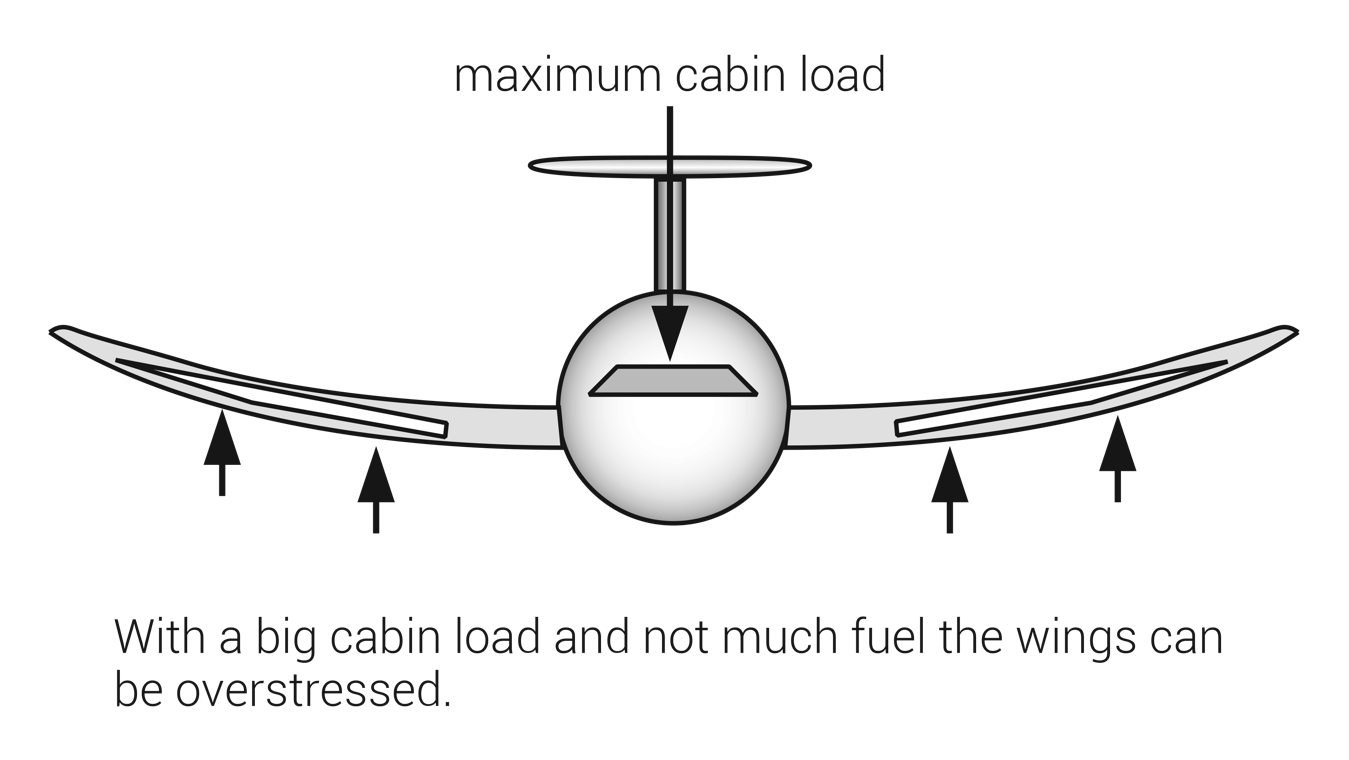 maximum cabin load
With a big cabin load and not much fuel the wings can
be overstressed.